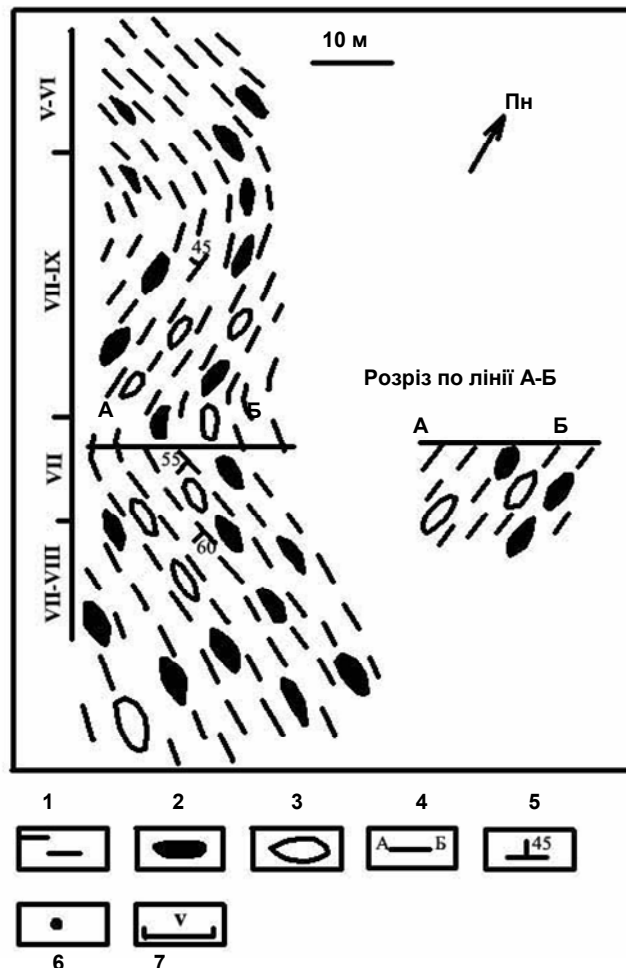 10 м
Пн
V-VI
VII-IX
45
Розріз по лінії А-Б
А Б
А Б
VII
55
VII-VIII
60
1 2 3 4 5
А Б
45
V
6 7